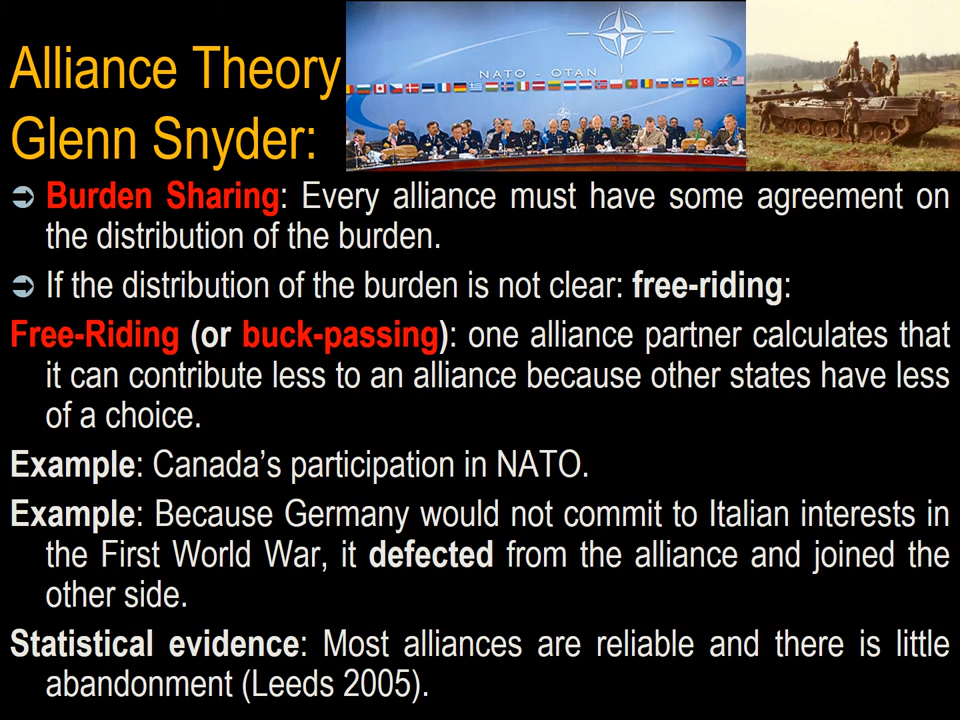 Alliance Theory
Glenn Snyder:
NATO - OTAN
Burden Sharing: Every alliance must have some agreement on
the distribution of the burden.
If the distribution of the burden is not clear: free-riding:
Free-Riding (or buck-passing): one alliance partner calculates that
it can contribute less to an alliance because other states have less
of a choice.
Example: Canada’s participation in NATO.
Example: Because Germany would not commit to Italian interests in
the First World War, it defected from the alliance and joined the
other side.
Statistical evidence: Most alliances are reliable and there is little
abandonment (Leeds 2005).